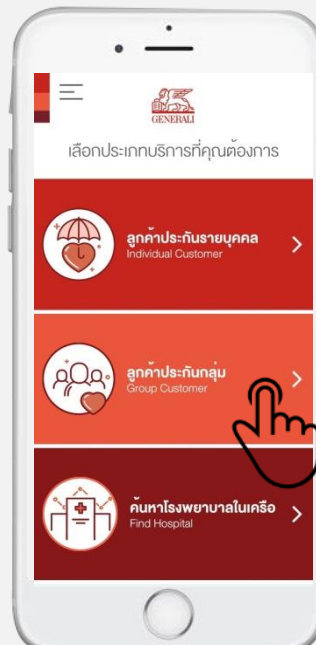 GENERALI
เลือกประเภทบริการที่คุณต้องการ
ลูกค้าประกันรายบุคคล
Individual Customer
ลูกค้าประกันกลุ่ม
Group Customer
ค้นหาโรงพยาบาลในเครือ
Find Hospital